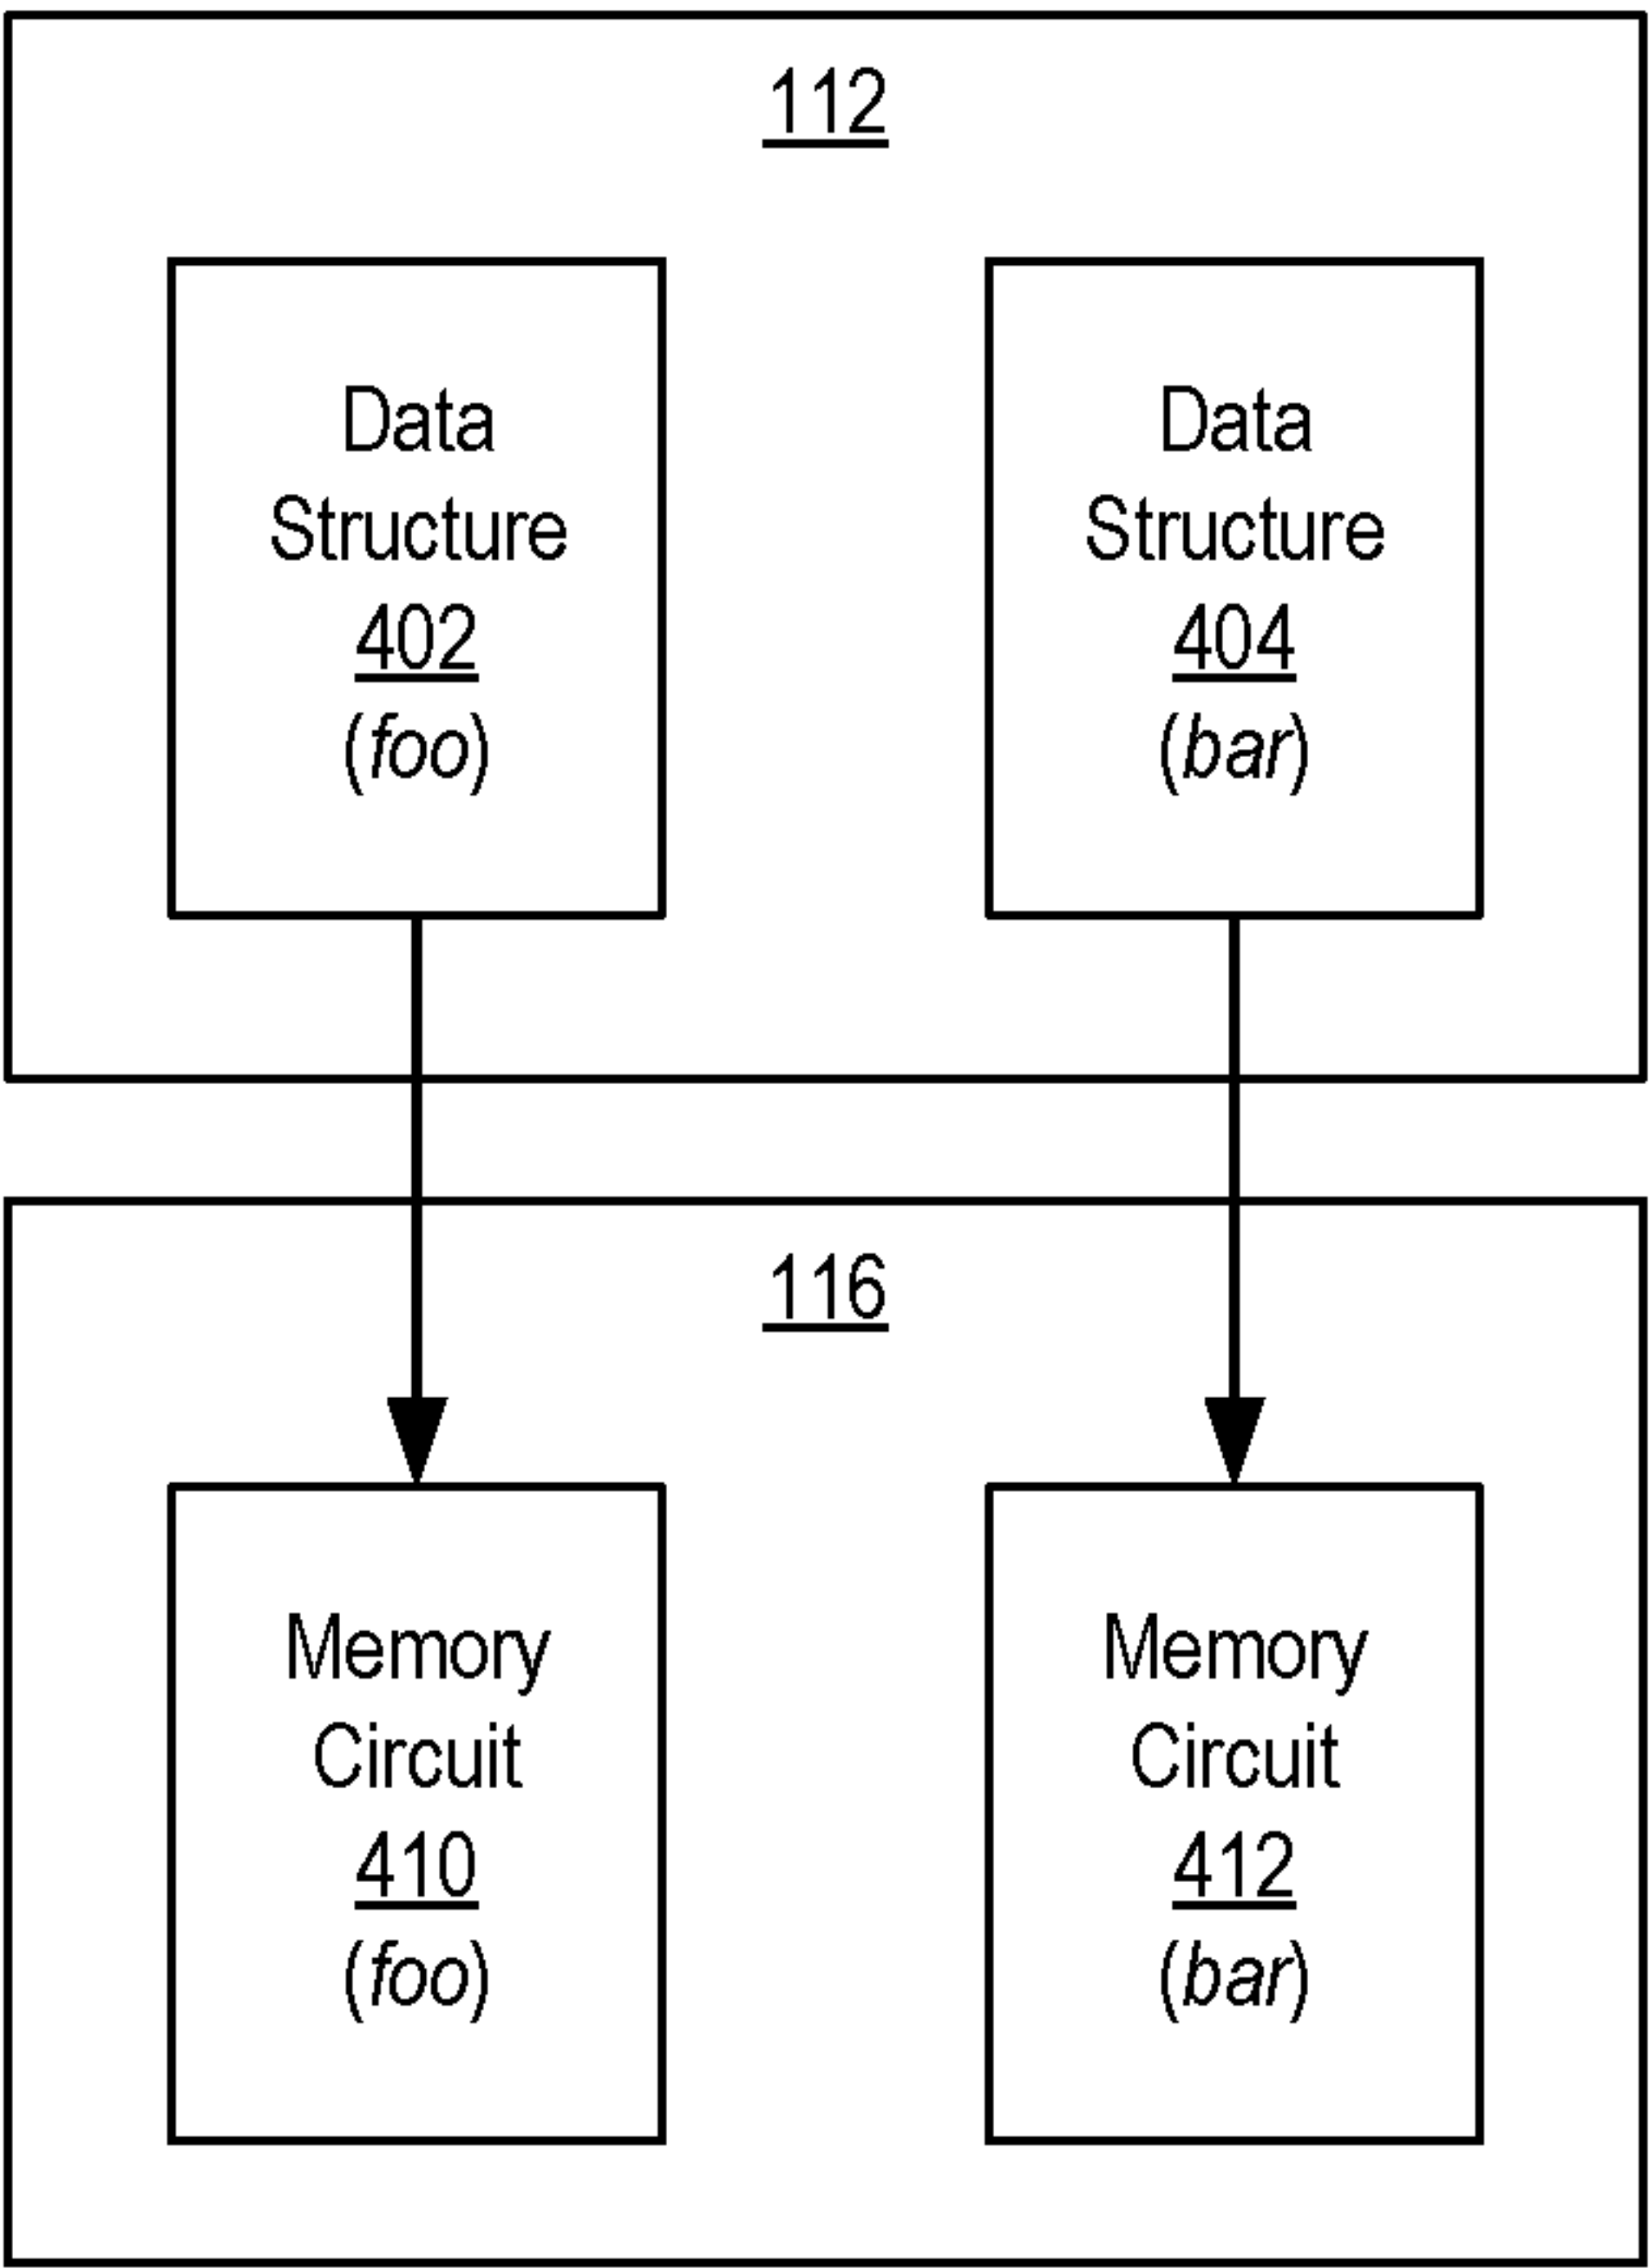 112
Data
Structure
402
(foo)
Data
Structure
404
(bar)
116
Memory
Circuit
410
(foo)
Memory
Circuit
412
(bar)